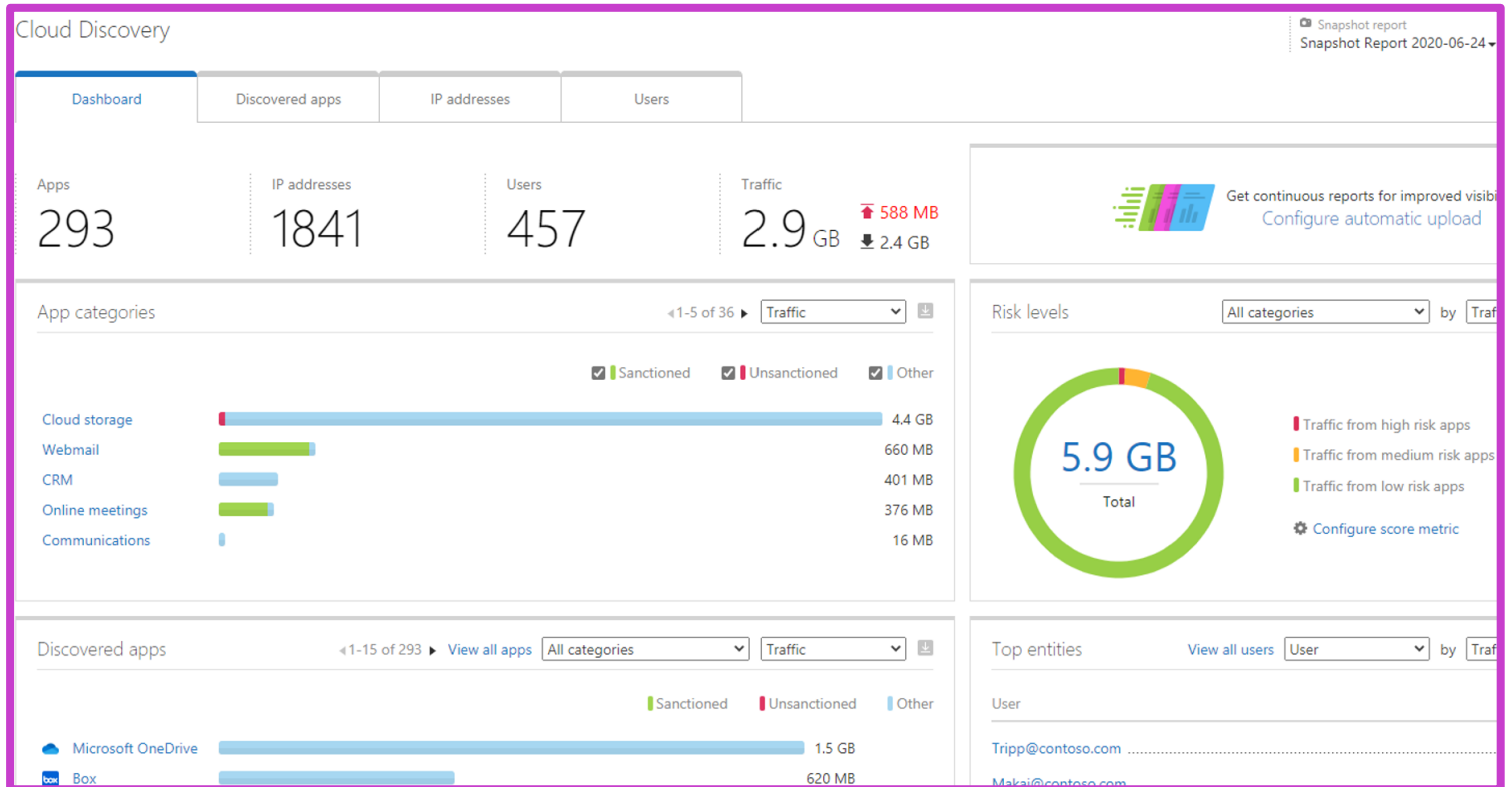 Cloud Discovery
Snapshot report
Snapshot Report 2020-06-24
Dashboard
Discovered apps
IP addresses
Users
Apps
293
IP addresses
1841
Users
457
Traffic
2.9 GB
588 MB
2.4 GB
Get continuous reports for improved visibi
Configure automatic upload
App categories
1-5 of 36
Traffic
Sanctioned
Unsanctioned
Other
Cloud storage
4.4 GB
Webmail
660 MB
CRM
401 MB
Online meetings
376 MB
Communications
16 MB
Risk levels
All categories
by
Traf
5.9 GB
Total
Traffic from high risk apps
Traffic from medium risk apps
Traffic from low risk apps
Configure score metric
Discovered apps
1-15 of 293
View all apps
All categories
Traffic
Sanctioned
Unsanctioned
Other
Microsoft OneDrive
1.5 GB
box
Box
620 MB
Top entities
View all users
User
by
Traf
User
Tripp@contoso.com
Makai@contoso.com